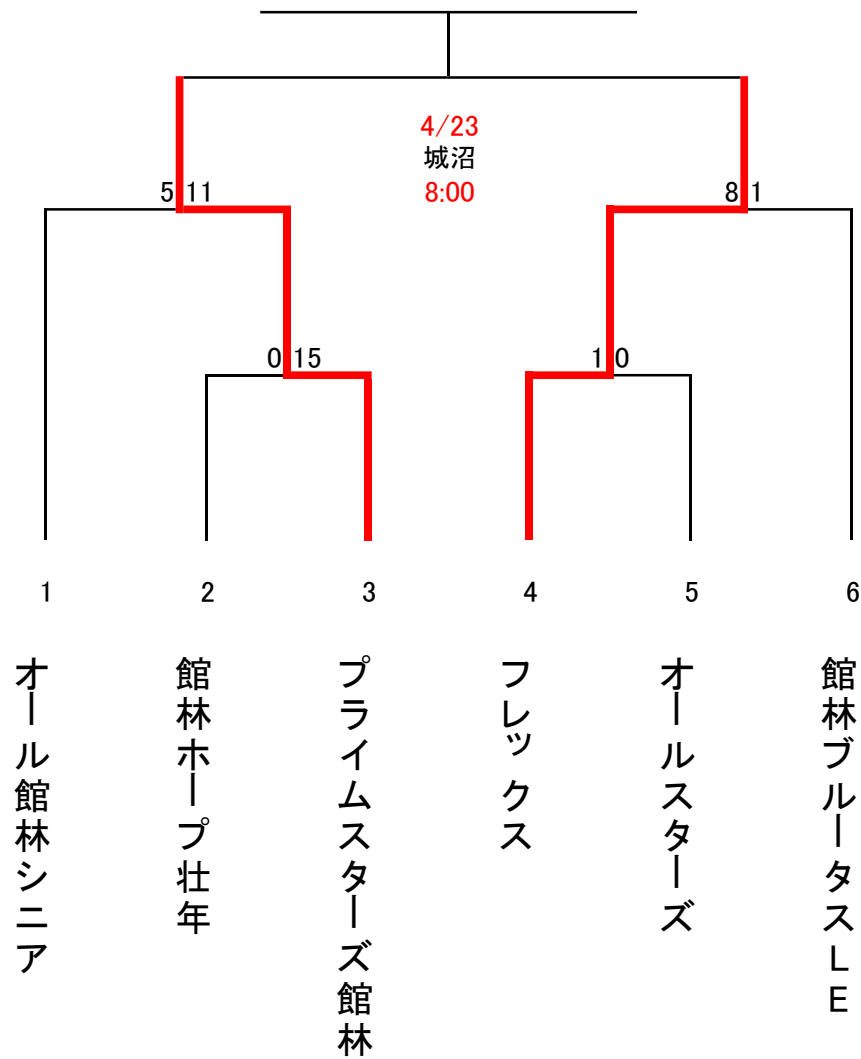 4/23
城沼
8:00
5 11
8 1
0 15
1 0
1
2
3
4
5
6
オール館林シニア
館林ホープ壮年
プライムスターズ館林
フレックス
オールスターズ
館林ブルータスLE